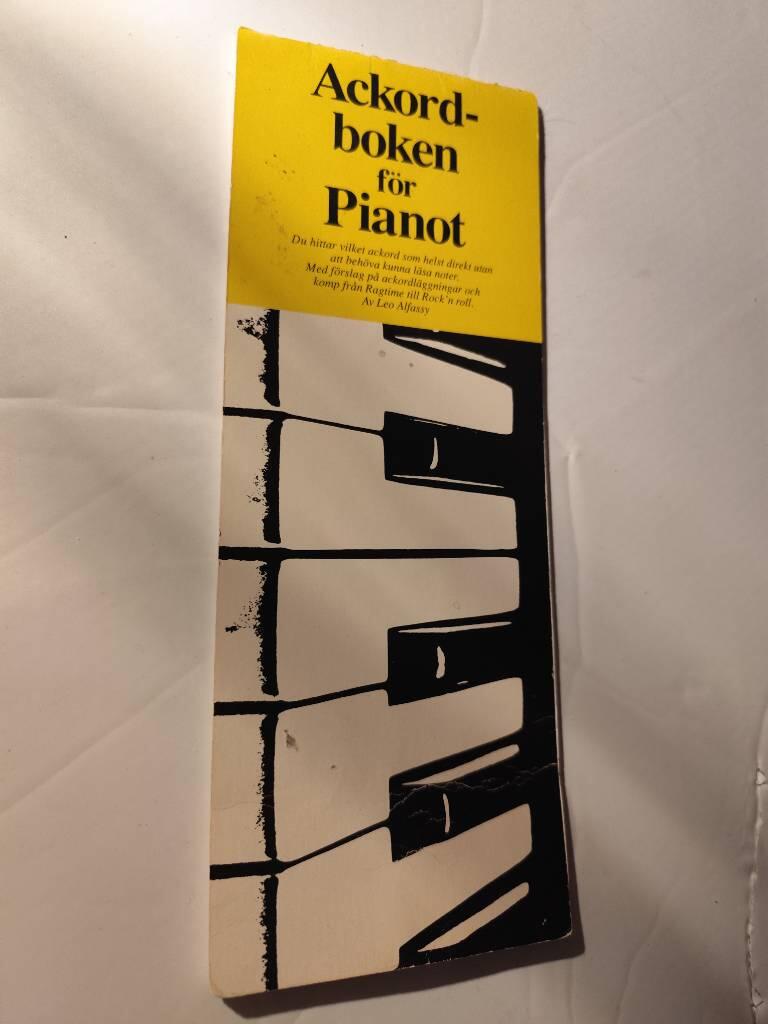 Ackord-
boken
för
Pianot
Du hittar vilket ackord som helst direkt utan
att behöva kunna läsa noter.
Med förslag på ackordläggningar och
komp från Ragtime till Rock'n roll.
Av Leo Alfassy